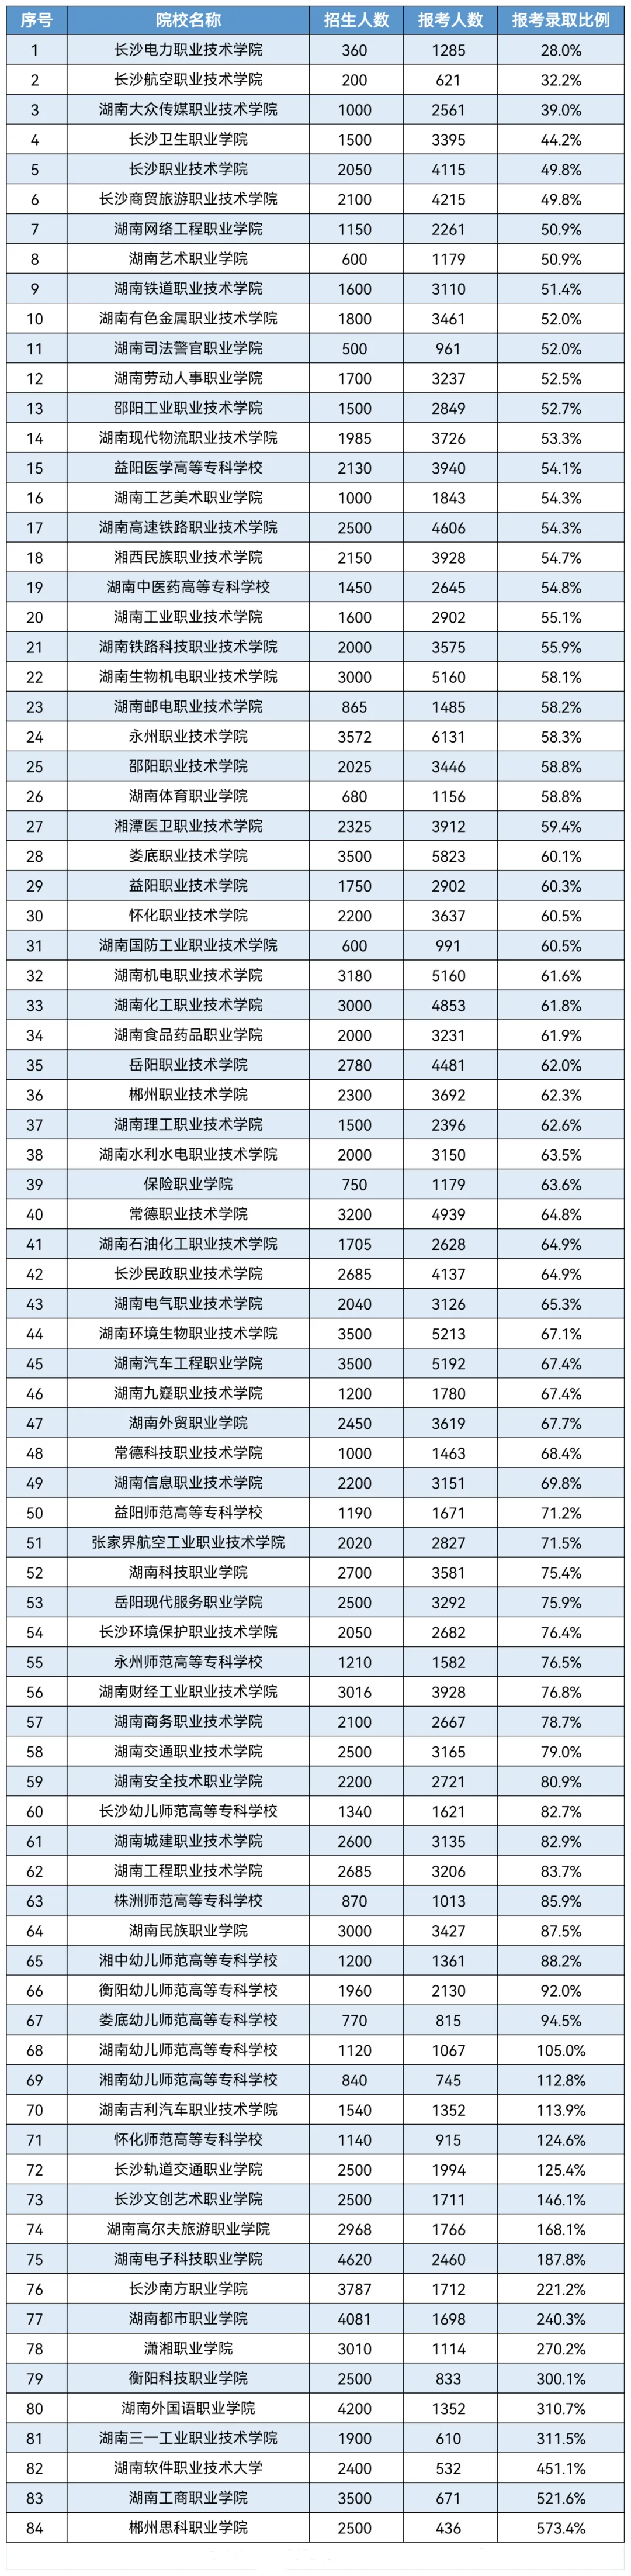 序号 院校名称 招生人数 报考人数 报考录取比例
1 长沙电力职业技术学院 360 1285 28.0%
2 长沙航空职业技术学院 200 621 32.2%
3 湖南大众传媒职业技术学院 1000 2561 39.0%
4 长沙卫生职业学院 1500 3395 44.2%
5 长沙职业技术学院 2050 4115 49.8%
6 长沙商贸旅游职业技术学院 2100 4215 49.8%
7 湖南网络工程职业学院 1150 2261 50.9%
8 湖南艺术职业学院 600 1179 50.9%
9 湖南铁道职业技术学院 1600 3110 51.4%
10 湖南有色金属职业技术学院 1800 3461 52.0%
11 湖南司法警官职业学院 500 961 52.0%
12 湖南劳动人事职业学院 1700 3237 52.5%
13 邵阳工业职业技术学院 1500 2849 52.7%
14 湖南现代物流职业技术学院 1985 3726 53.3%
15 益阳医学高等专科学校 2130 3940 54.1%
16 湖南工艺美术职业学院 1000 1843 54.3%
17 湖南高速铁路职业技术学院 2500 4606 54.3%
18 湘西民族职业技术学院 2150 3928 54.7%
19 湖南中医药高等专科学校 1450 2645 54.8%
20 湖南工业职业技术学院 1600 2902 55.1%
21 湖南铁路科技职业技术学院 2000 3575 55.9%
22 湖南生物机电职业技术学院 3000 5160 58.1%
23 湖南邮电职业技术学院 865 1485 58.2%
24 永州职业技术学院 3572 6131 58.3%
25 邵阳职业技术学院 2025 3446 58.8%
26 湖南体育职业学院 680 1156 58.8%
27 湘潭医卫职业技术学院 2325 3912 59.4%
28 娄底职业技术学院 3500 5823 60.1%
29 益阳职业技术学院 1750 2902 60.3%
30 怀化职业技术学院 2200 3637 60.5%
31 湖南国防工业职业技术学院 600 991 60.5%
32 湖南机电职业技术学院 3180 5160 61.6%
33 湖南化工职业技术学院 3000 4853 61.8%
34 湖南食品药品职业学院 2000 3231 61.9%
35 岳阳职业技术学院 2780 4481 62.0%
36 郴州职业技术学院 2300 3692 62.3%
37 湖南理工职业技术学院 1500 2396 62.6%
38 湖南水利水电职业技术学院 2000 3150 63.5%
39 保险职业学院 750 1179 63.6%
40 常德职业技术学院 3200 4939 64.8%
41 湖南石油化工职业技术学院 1705 2628 64.9%
42 长沙民政职业技术学院 2685 4137 64.9%
43 湖南电气职业技术学院 2040 3126 65.3%
44 湖南环境生物职业技术学院 3500 5213 67.1%
45 湖南汽车工程职业学院 3500 5192 67.4%
46 湖南九嶷职业技术学院 1200 1780 67.4%
47 湖南外贸职业学院 2450 3619 67.7%
48 常德科技职业技术学院 1000 1463 68.4%
49 湖南信息职业技术学院 2200 3151 69.8%
50 益阳师范高等专科学校 1190 1671 71.2%
51 张家界航空工业职业技术学院 2020 2827 71.5%
52 湖南科技职业学院 2700 3581 75.4%
53 岳阳现代服务职业学院 2500 3292 75.9%
54 长沙环境保护职业技术学院 2050 2682 76.4%
55 永州师范高等专科学校 1210 1582 76.5%
56 湖南财经工业职业技术学院 3016 3928 76.8%
57 湖南商务职业技术学院 2100 2667 78.7%
58 湖南交通职业技术学院 2500 3165 79.0%
59 湖南安全技术职业学院 2200 2721 80.9%
60 长沙幼儿师范高等专科学校 1340 1621 82.7%
61 湖南城建职业技术学院 2600 3135 82.9%
62 湖南工程职业技术学院 2685 3206 83.7%
63 株洲师范高等专科学校 870 1013 85.9%
64 湖南民族职业学院 3000 3427 87.5%
65 湘中幼儿师范高等专科学校 1200 1361 88.2%
66 衡阳幼儿师范高等专科学校 1960 2130 92.0%
67 娄底幼儿师范高等专科学校 770 815 94.5%
68 湖南幼儿师范高等专科学校 1120 1067 105.0%
69 湘南幼儿师范高等专科学校 840 745 112.8%
70 湖南吉利汽车职业技术学院 1540 1352 113.9%
71 怀化师范高等专科学校 1140 915 124.6%
72 长沙轨道交通职业学院 2500 1994 125.4%
73 长沙文创艺术职业学院 2500 1711 146.1%
74 湖南高尔夫旅游职业学院 2968 1766 168.1%
75 湖南电子科技职业学院 4620 2460 187.8%
76 长沙南方职业学院 3787 1712 221.2%
77 湖南都市职业学院 4081 1698 240.3%
78 潇湘职业学院 3010 1114 270.2%
79 衡阳科技职业学院 2500 833 300.1%
80 湖南外国语职业学院 4200 1352 310.7%
81 湖南三一工业职业技术学院 1900 610 311.5%
82 湖南软件职业技术大学 2400 532 451.1%
83 湖南工商职业学院 3500 671 521.6%
84 郴州思科职业学院 2500 436 573.4%